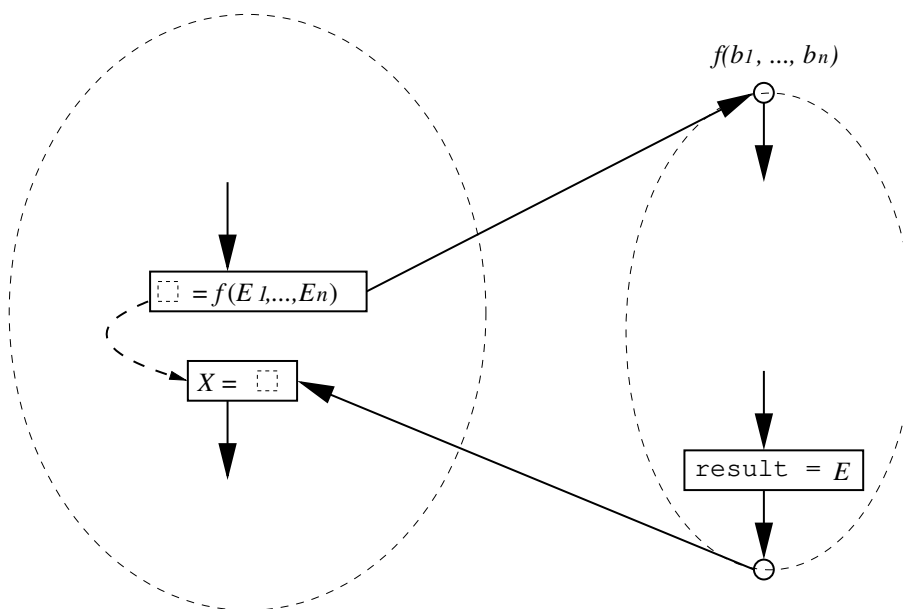 f(b1, ..., bn)
= f(E1,...,En)
X =
result = E